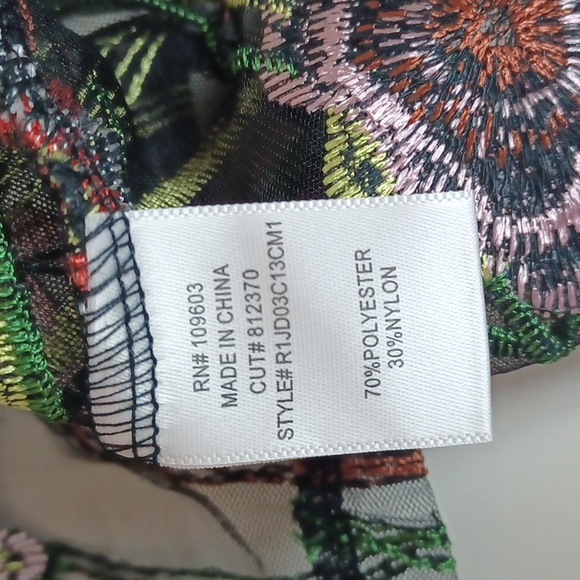 RN# 109603
MADE IN CHINA
CUT# 812370
STYLE# R1JD03C13CM1
70%POLYESTER
30%NYLON